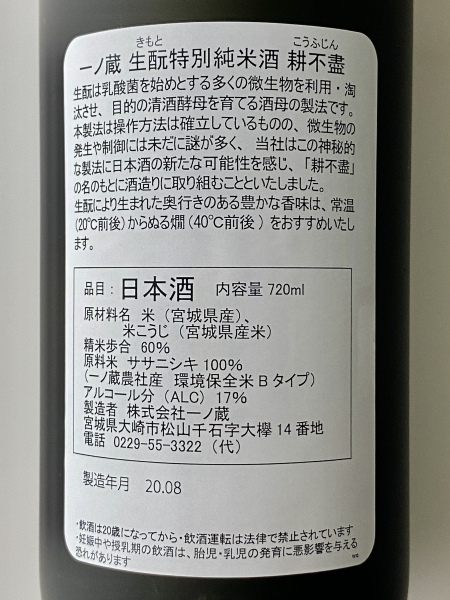 きもと こうふじん
一ノ蔵 生酛特別純米酒 耕不盡
生酛は乳酸菌を始めとする多くの微生物を利用・淘
汰させ、目的の清酒酵母を育てる酒母の製法です。
本製法は操作方法は確立しているものの、微生物の
発生や制御には未だに謎が多く、当社はこの神秘的
な製法に日本酒の新たな可能性を感じ、「耕不盡」
の名のもとに酒造りに取り組むことといたしました。
生酛により生まれた奥行きのある豊かな香味は、常温
(20℃前後)からぬる燗(40℃前後)をおすすめいたし
ます。
品目：日本酒 内容量 720ml
原材料名 米（宮城県産）、
米こうじ（宮城県産米）
精米歩合 60%
原料米 ササニシキ 100%
(一ノ蔵農社産 環境保全米 B タイプ)
アルコール分（ALC）17%
製造者 株式会社一ノ蔵
宮城県大崎市松山千石字大欅 14 番地
電話 0229-55-3322（代）
製造年月 20.08
・飲酒は20歳になってから・飲酒運転は法律で禁止されています
・妊娠中や授乳期の飲酒は、胎児・乳児の発育に悪影響を与える
恐れがあります